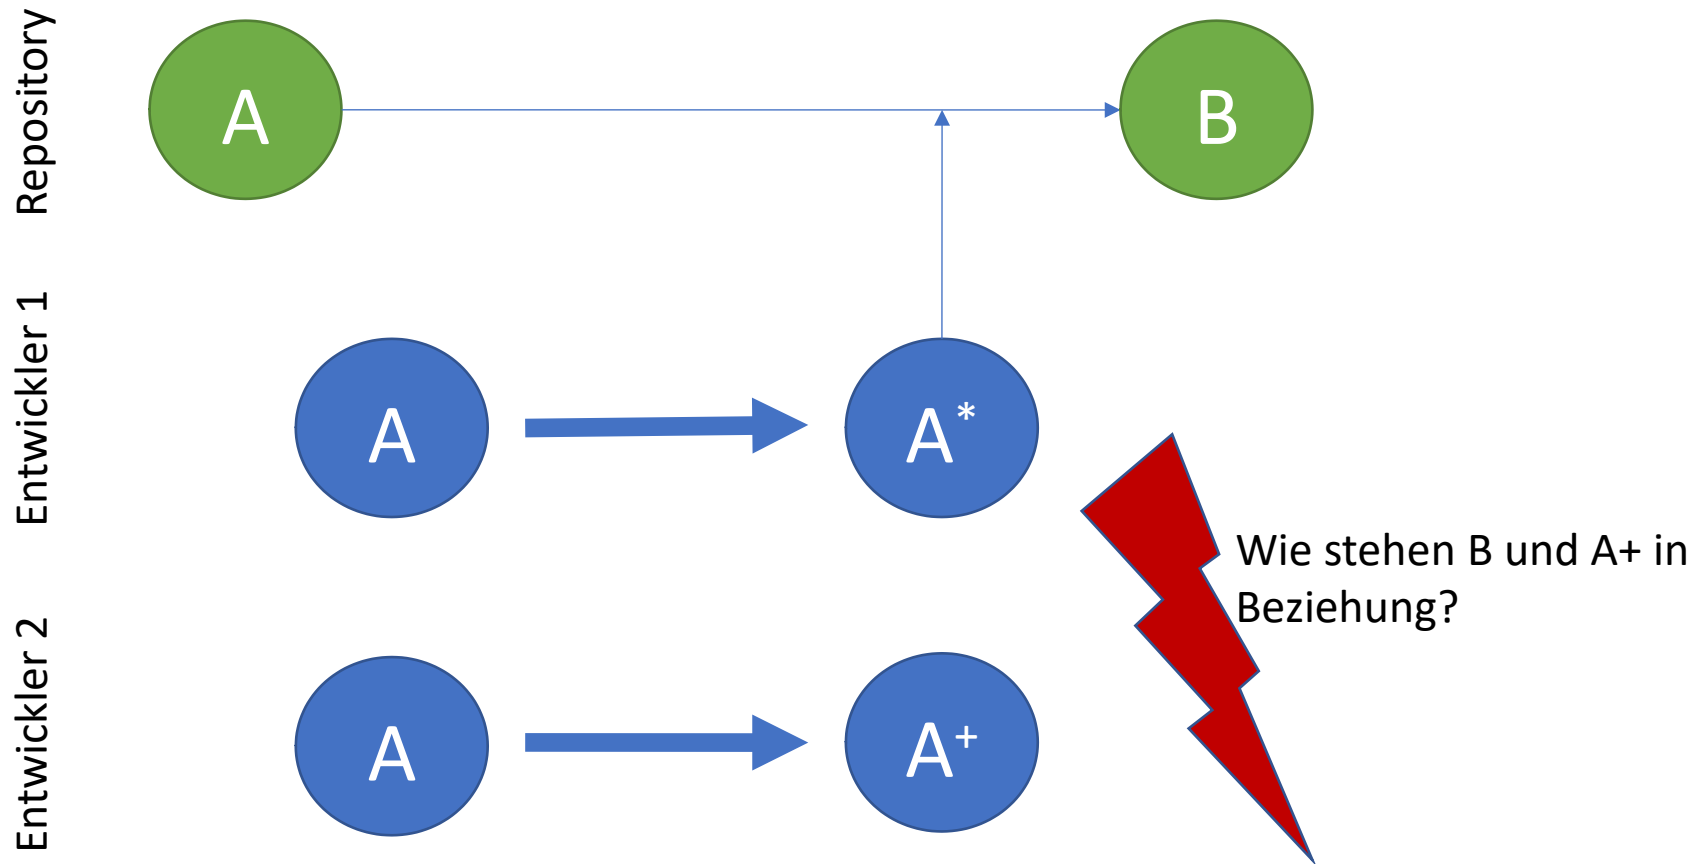 Repository
A
B
Entwickler 1
A
A*
Wie stehen B und A+ in
Beziehung?
Entwickler 2
A
A+